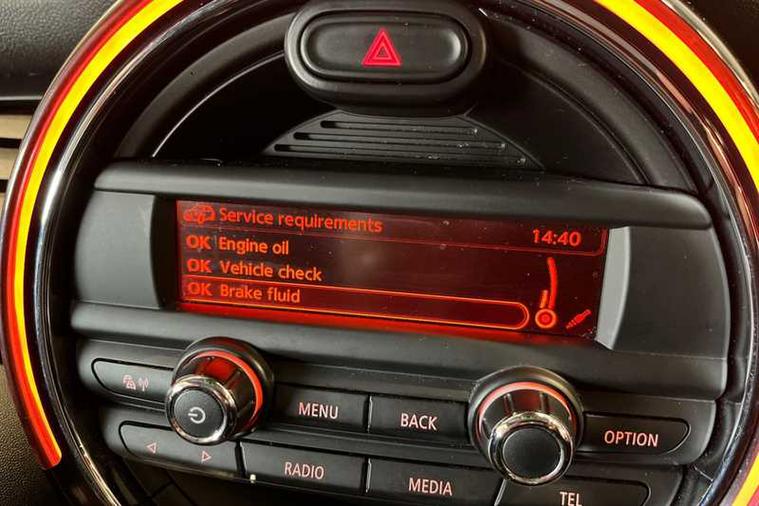 Service requirements 14:40
OK Engine oil
OK Vehicle check
OK Brake fluid
MENU BACK OPTION
RADIO MEDIA TEL